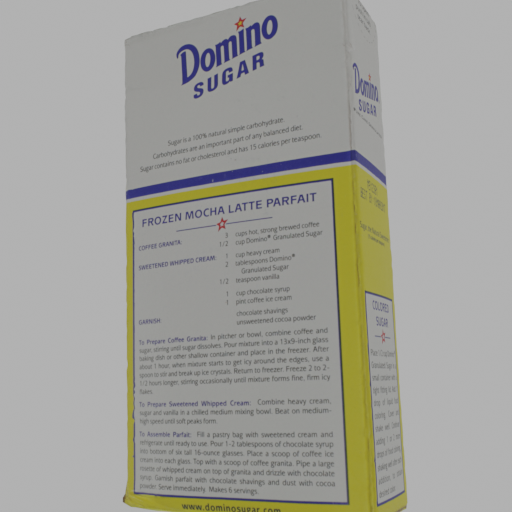 Domino
SUGAR
Sugar is a 100% natural simple carbohydrate.
Carbohydrates are an important part of any balanced diet.
Sugar contains no fat or cholesterol and has 15 calories per teaspoon.
FROZEN MOCHA LATTE PARFAIT
COFFEE GRANITA: 3 cups hot, strong brewed coffee
1/2 cup Domino® Granulated Sugar
SWEETENED WHIPPED CREAM: 1 cup heavy cream
2 tablespoons Domino®
Granulated Sugar
1/2 teaspoon vanilla
1 cup chocolate syrup
1 pint coffee ice cream
GARNISH: chocolate shavings
unsweetened cocoa powder
To Prepare Coffee Granita: In pitcher or bowl, combine coffee and
sugar, stirring until sugar dissolves. Pour mixture into a 13x9-inch glass
baking dish or other shallow container and place in the freezer. After
about 1 hour, when mixture starts to get icy around the edges, use a
spoon to stir and break up ice crystals. Return to freezer. Freeze 2 to 2-
1/2 hours longer, stirring occasionally until mixture forms fine, firm icy
flakes.
To Prepare Sweetened Whipped Cream: Combine heavy cream,
sugar and vanilla in a chilled medium mixing bowl. Beat on medium-
high speed until soft peaks form.
To Assemble Parfait: Fill a pastry bag with sweetened cream and
refrigerate until ready to use. Pour 1-2 tablespoons of chocolate syrup
into bottom of six tall 16-ounce glasses. Place a scoop of coffee ice
cream into each glass. Top with a scoop of coffee granita. Pipe a large
rosette of whipped cream on top of granita and drizzle with chocolate
syrup. Garnish parfait with chocolate shavings and dust with cocoa
powder. Serve immediately. Makes 6 servings.
www.dominosugar.com
Domino
SUGAR
COLORED
SUGAR